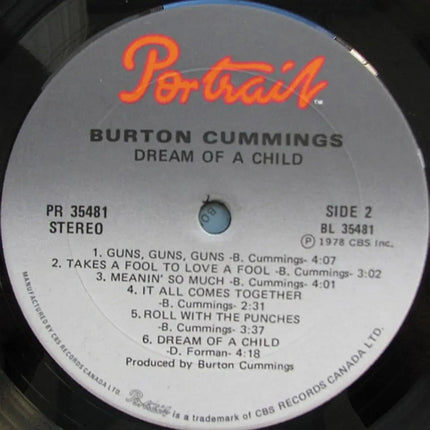 Portrait™
BURTON CUMMINGS
DREAM OF A CHILD
PR 35481
STEREO
SIDE 2
BL 35481
Ⓟ 1978 CBS Inc.
1. GUNS, GUNS, GUNS -B. Cummings- 4:07
2. TAKES A FOOL TO LOVE A FOOL -B. Cummings- 3:02
3. MEANIN' SO MUCH -B. Cummings- 4:01
4. IT ALL COMES TOGETHER
-B. Cummings- 2:31
5. ROLL WITH THE PUNCHES
-B. Cummings- 3:37
6. DREAM OF A CHILD
-D. Forman- 4:18
Produced by Burton Cummings
MANUFACTURED BY CBS RECORDS CANADA LTD. Portrait is a trademark of CBS RECORDS CANADA LTD.